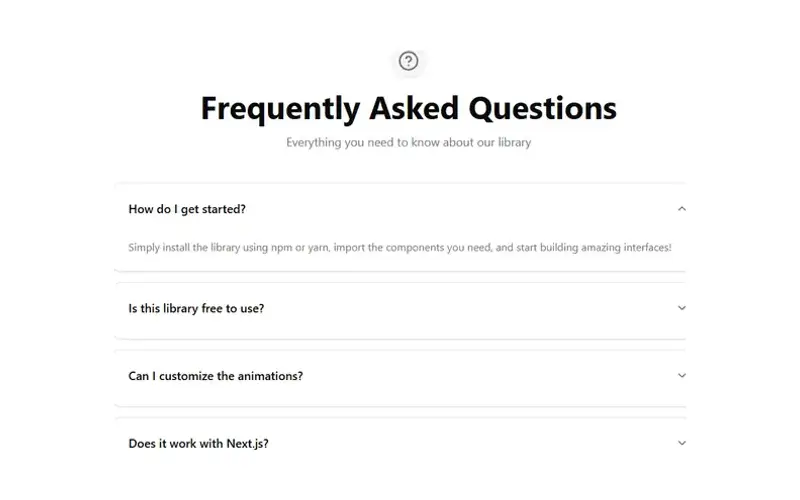 Frequently Asked Questions
Everything you need to know about our library
How do I get started?
Simply install the library using npm or yarn, import the components you need, and start building amazing interfaces!
Is this library free to use?
Can I customize the animations?
Does it work with Next.js?